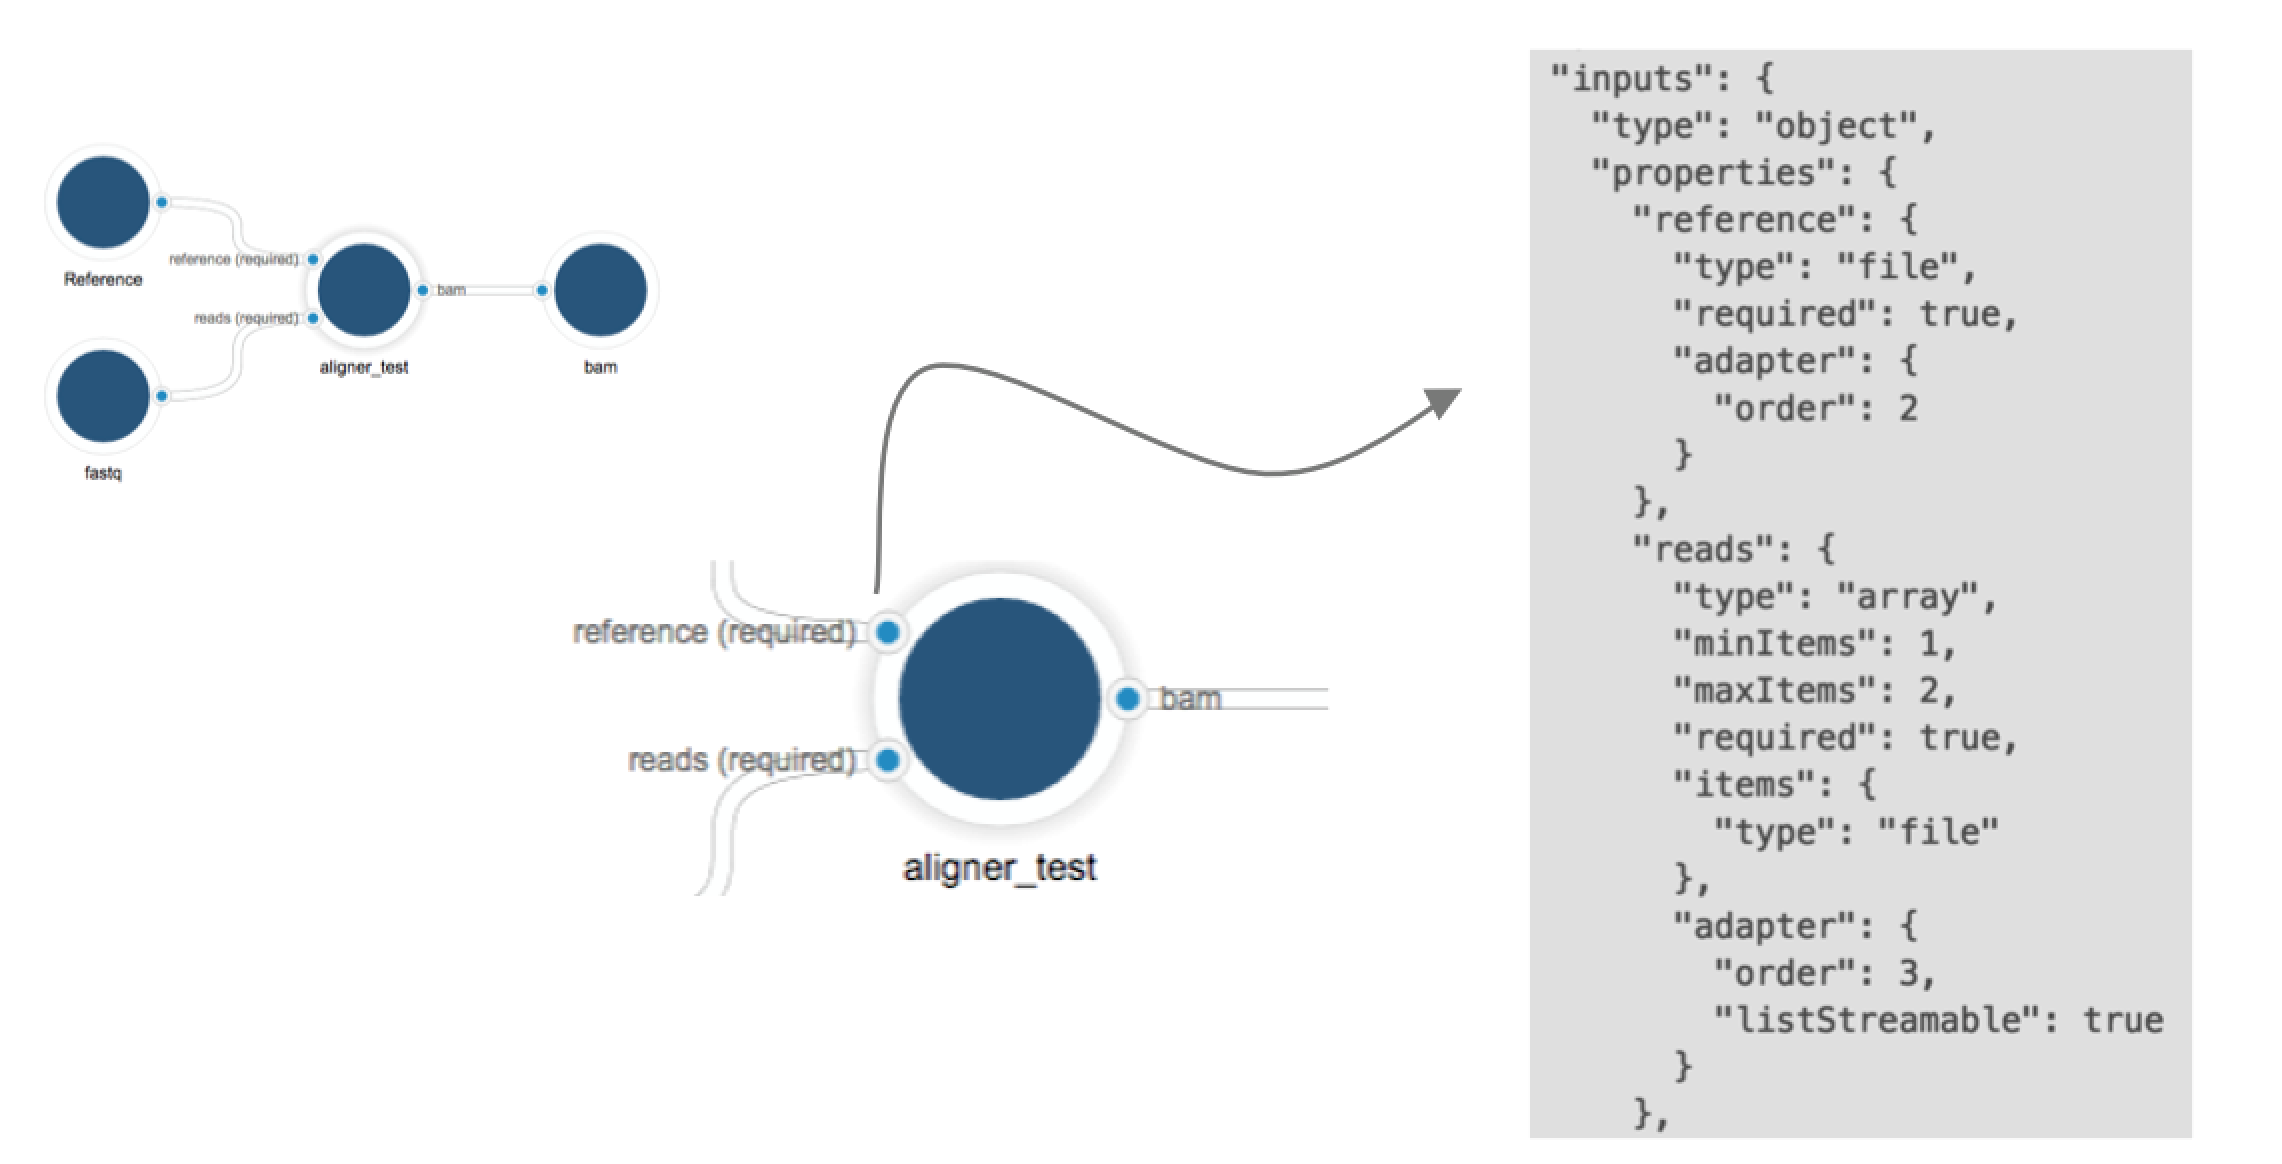 Reference
reference (required)
reads (required)
fastq
aligner_test
bam
bam
reference (required)
reads (required)
bam
aligner_test
"inputs": {
"type": "object",
"properties": {
"reference": {
"type": "file",
"required": true,
"adapter": {
"order": 2
}
},
"reads": {
"type": "array",
"minItems": 1,
"maxItems": 2,
"required": true,
"items": {
"type": "file"
},
"adapter": {
"order": 3,
"listStreamable": true
}
},